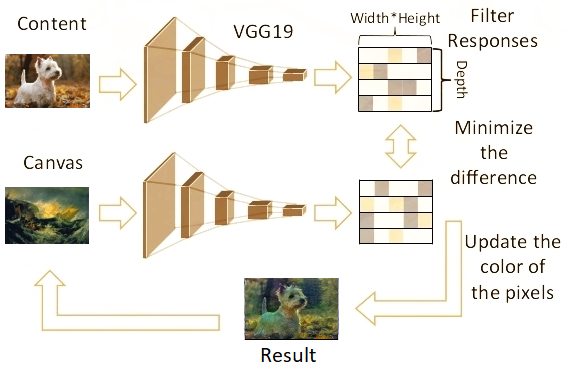 Content
VGG19
Width*Height
Filter
Responses
Depth
Canvas
Minimize
the
difference
Update the
color of
the pixels
Result